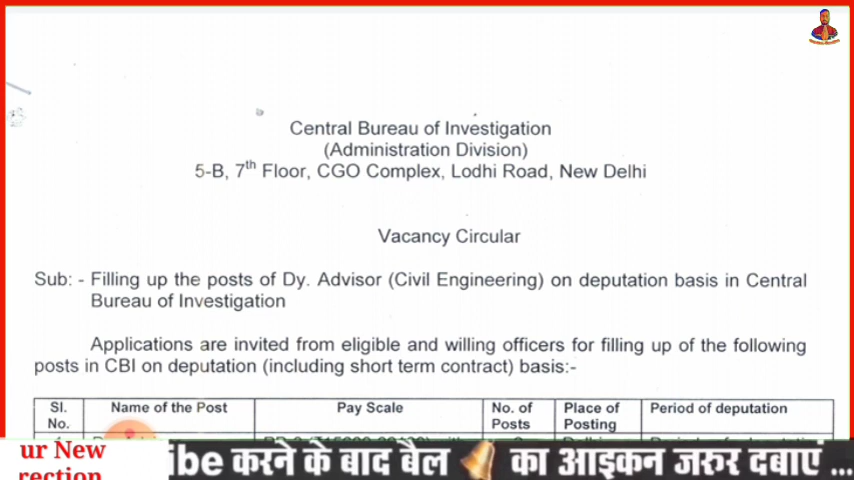 Central Bureau of Investigation
(Administration Division)
5-B, 7th Floor, CGO Complex, Lodhi Road, New Delhi
Vacancy Circular
Sub: - Filling up the posts of Dy. Advisor (Civil Engineering) on deputation basis in Central
Bureau of Investigation
Applications are invited from eligible and willing officers for filling up of the following
posts in CBI on deputation (including short term contract) basis:-
Sl. No. Name of the Post Pay Scale No. of Posts Place of Posting Period of deputation
ur New
rection
ibe करने के बाद बैल का आइकन जरुर दबाएं ...